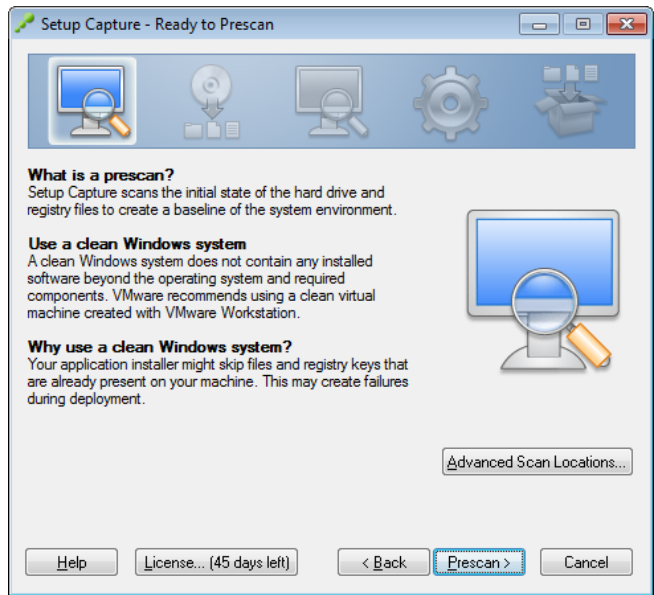 Setup Capture - Ready to Prescan
What is a prescan?
Setup Capture scans the initial state of the hard drive and
registry files to create a baseline of the system environment.
Use a clean Windows system
A clean Windows system does not contain any installed
software beyond the operating system and required
components. VMware recommends using a clean virtual
machine created with VMware Workstation.
Why use a clean Windows system?
Your application installer might skip files and registry keys that
are already present on your machine. This may create failures
during deployment.
Advanced Scan Locations...
Help License... (45 days left) < Back Prescan > Cancel